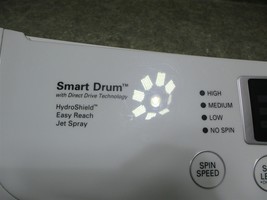 Smart Drum™
with Direct Drive Technology
HydroShield™
Easy Reach
Jet Spray
HIGH
MEDIUM
LOW
NO SPIN
SPIN
SPEED